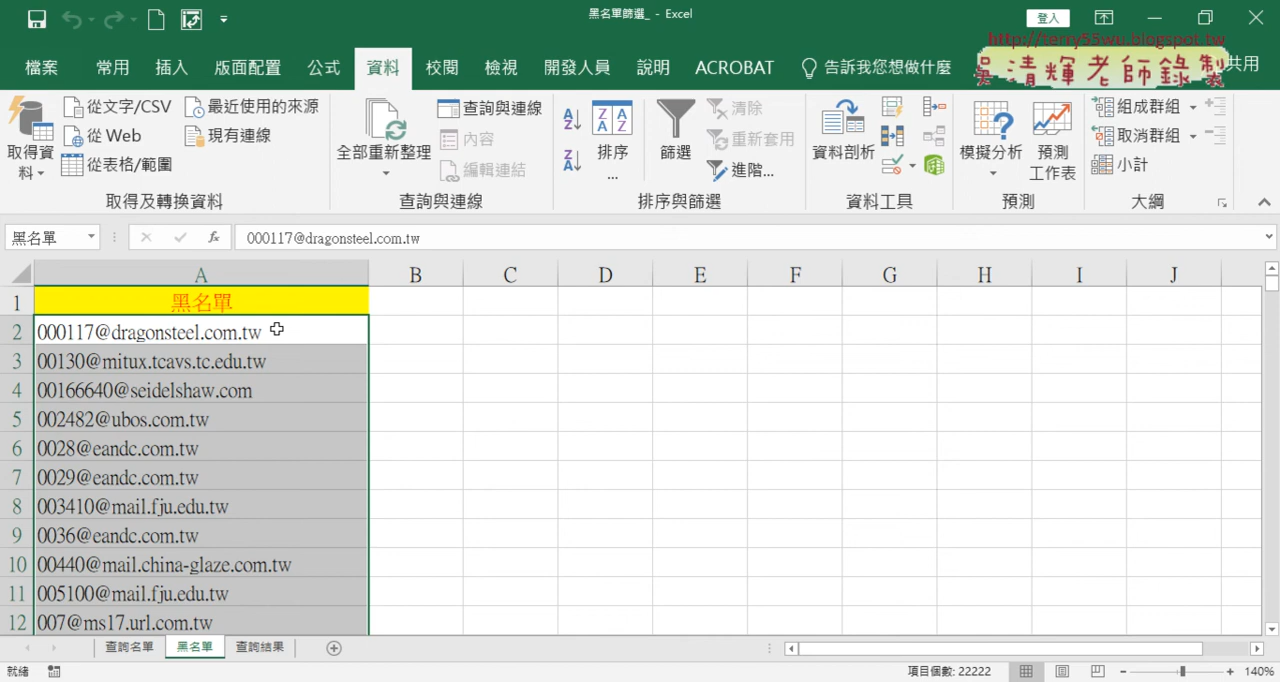 黑名單篩選_ - Excel
登入
http://terry55wu.blogspot.tw
吳清輝老師錄製
檔案 常用 插入 版面配置 公式 資料 校閱 檢視 開發人員 說明 ACROBAT 告訴我您想做什麼 共用
取得資料
從文字/CSV
從 Web
從表格/範圍
最近使用的來源
現有連線
取得及轉換資料
全部重新整理
查詢與連線
內容
編輯連結
查詢與連線
排序...
篩選
清除
重新套用
進階...
排序與篩選
資料剖析
資料工具
模擬分析
預測工作表
預測
組成群組
取消群組
小計
大綱
黑名單
fx
000117@dragonsteel.com.tw
A B C D E F G H I J
1 黑名單
2 000117@dragonsteel.com.tw
3 00130@mitux.tcavs.tc.edu.tw
4 00166640@seidelshaw.com
5 002482@ubos.com.tw
6 0028@eandc.com.tw
7 0029@eandc.com.tw
8 003410@mail.fju.edu.tw
9 0036@eandc.com.tw
10 00440@mail.china-glaze.com.tw
11 005100@mail.fju.edu.tw
12 007@ms17.url.com.tw
查詢名單 黑名單 查詢結果
就緒
項目個數: 22222
140%